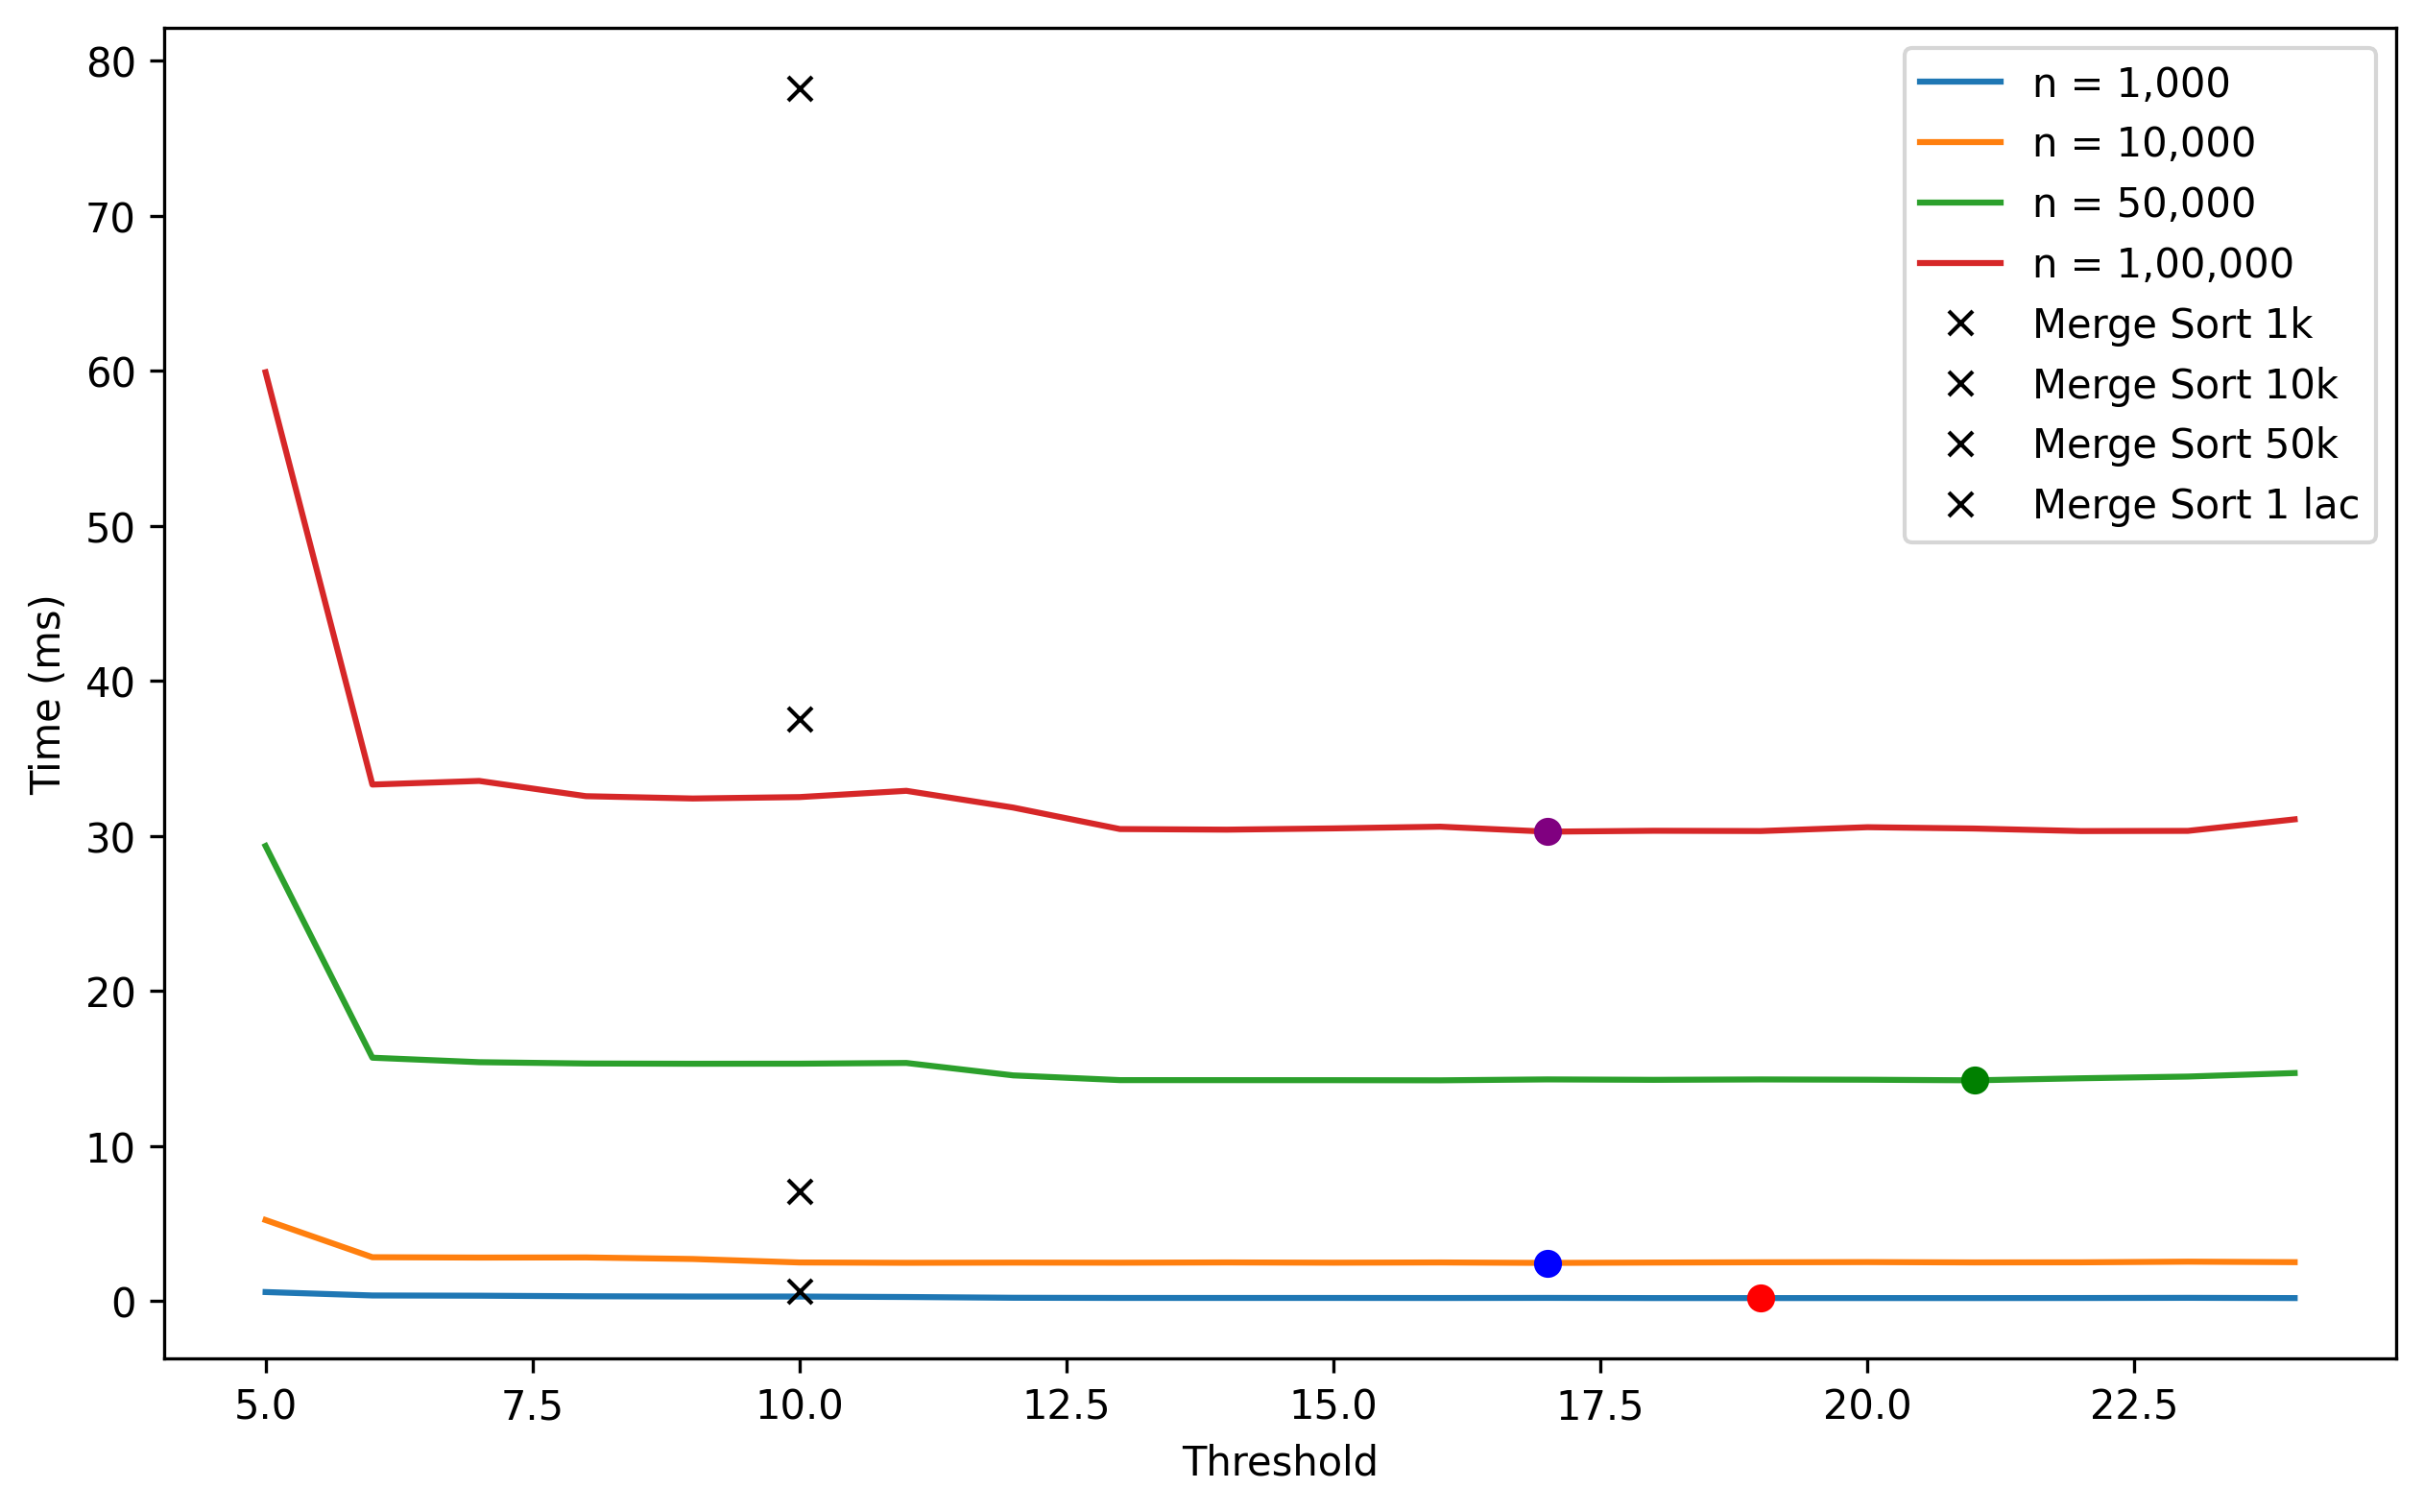 80
70
60
50
40
30
20
10
0
Time (ms)
5.0 7.5 10.0 12.5 15.0 17.5 20.0 22.5
Threshold
n = 1,000
n = 10,000
n = 50,000
n = 1,00,000
Merge Sort 1k
Merge Sort 10k
Merge Sort 50k
Merge Sort 1 lac